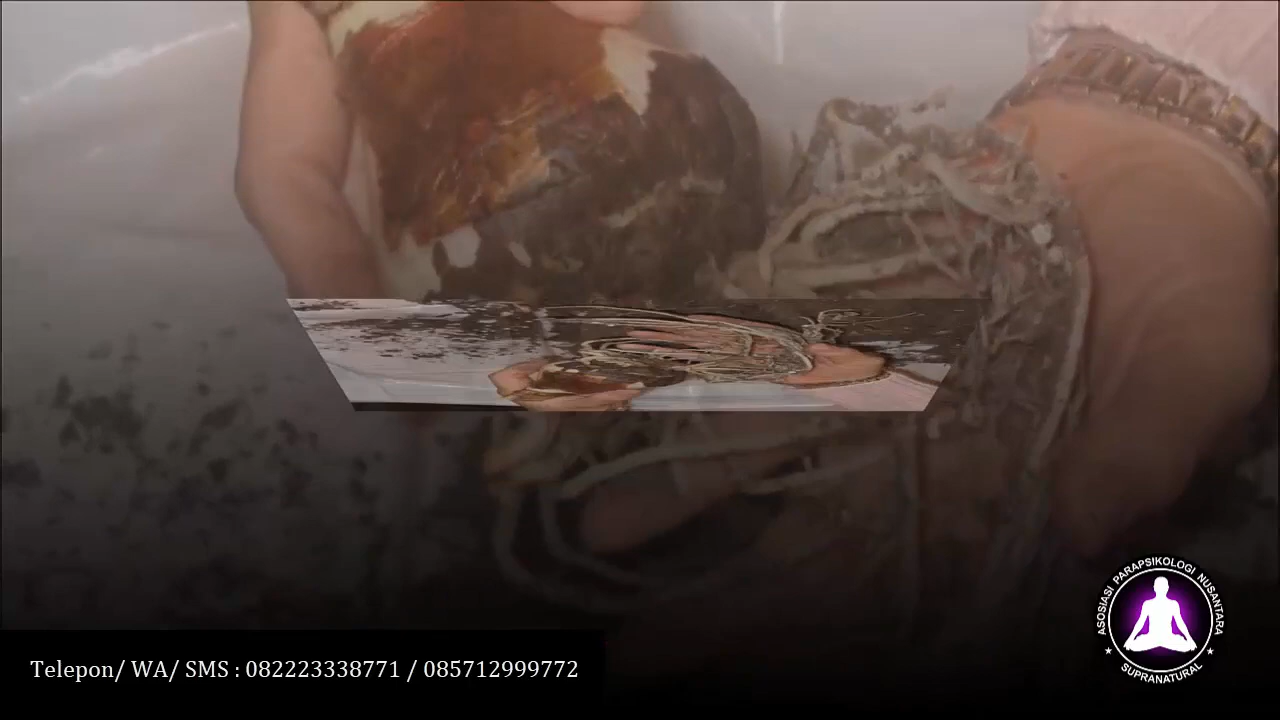 ASOSIASI PARAPSIKOLOGI NUSANTARA
SUPRANATURAL
Telepon/ WA/ SMS : 082223338771 / 085712999772